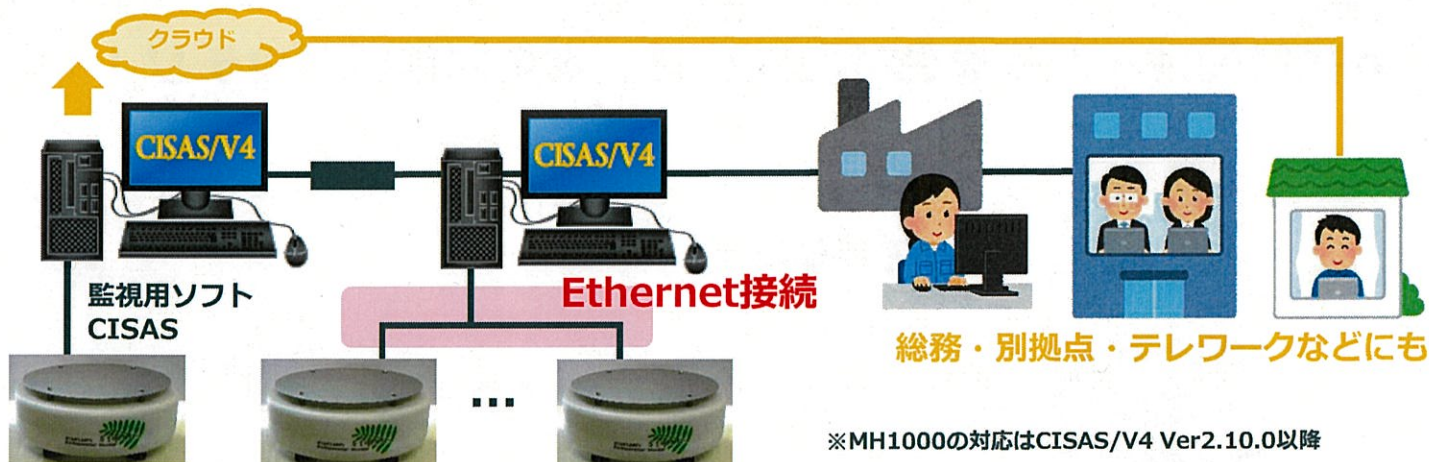 クラウド
CISAS/V4
CISAS/V4
監視用ソフト
CISAS
Ethernet接続
総務・別拠点・テレワークなどにも
…
※MH1000の対応はCISAS/V4 Ver2.10.0以降